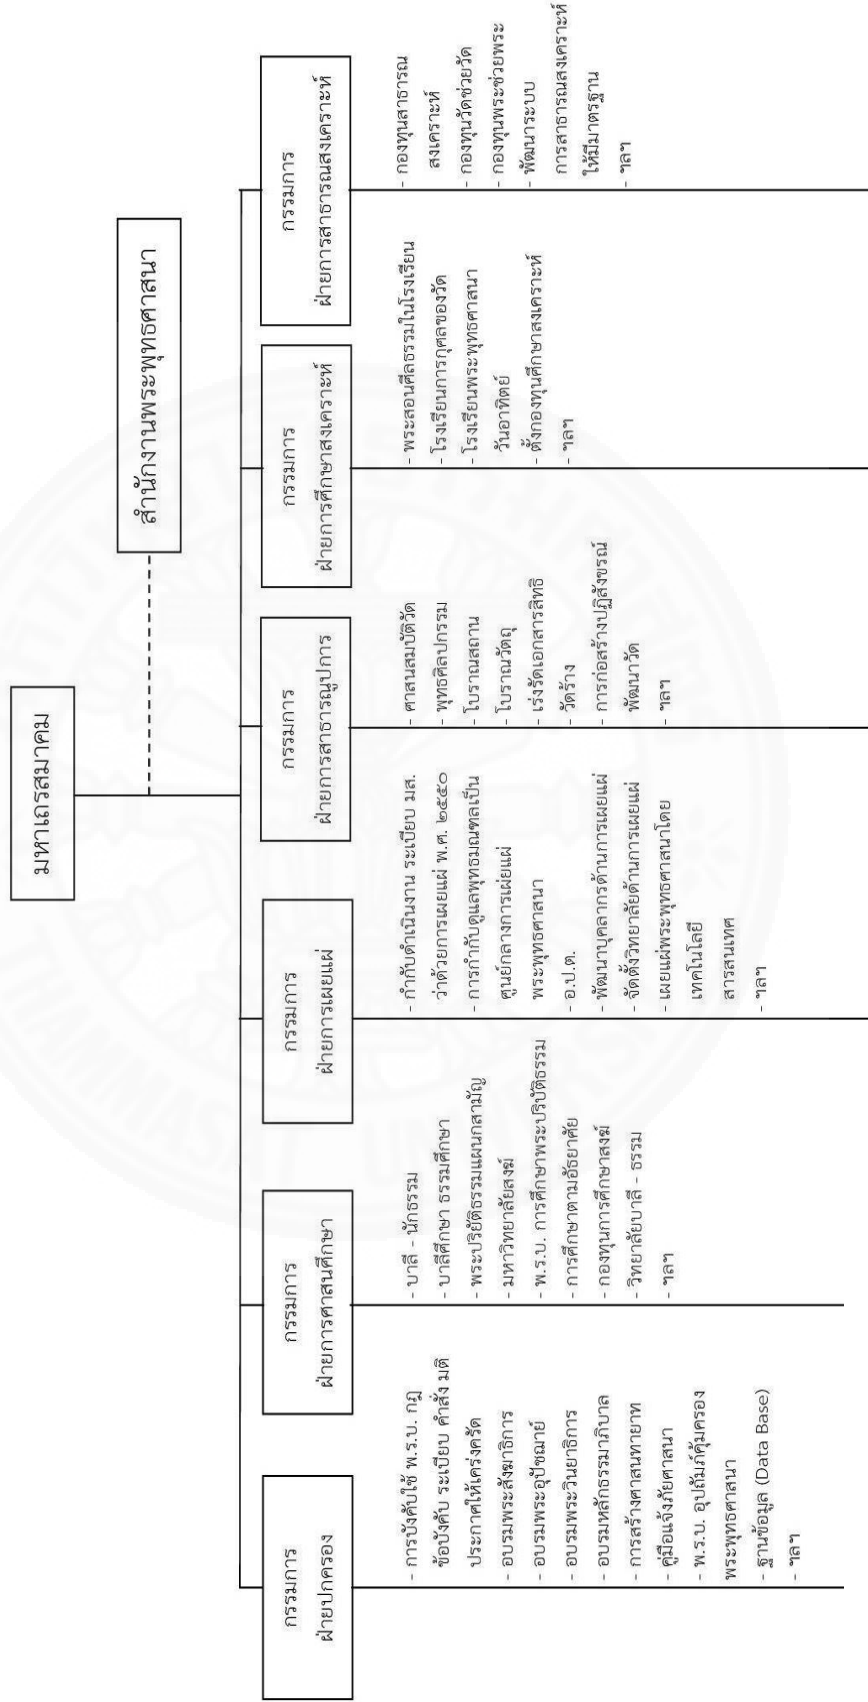 มหาเถรสมาคม
สำนักงานพระพุทธศาสนา
กรรมการ
ฝ่ายปกครอง
- การบังคับใช้ พ.ร.บ. กฎ
ข้อบังคับ ระเบียบ คำสั่ง มติ
ประกาศให้เคร่งครัด
- อบรมพระสังฆาธิการ
- อบรมพระอุปัชฌาย์
- อบรมพระวินยาธิการ
- อบรมหลักธรรมาภิบาล
- การสร้างศาสนทายาท
- คู่มือแจ้งภัยศาสนา
- พ.ร.บ. อุปถัมภ์คุ้มครอง
พระพุทธศาสนา
- ฐานข้อมูล (Data Base)
- ฯลฯ
กรรมการ
ฝ่ายการศาสนศึกษา
- บาลี - นักธรรม
- บาลีศึกษา ธรรมศึกษา
- พระปริยัติธรรมแผนกสามัญ
- มหาวิทยาลัยสงฆ์
- พ.ร.บ. การศึกษาพระปริบัติธรรม
- การศึกษาตามอัธยาศัย
- กองทุนการศึกษาสงฆ์
- วิทยาลัยบาลี - ธรรม
- ฯลฯ
กรรมการ
ฝ่ายการเผยแผ่
- กำกับดำเนินงาน ระเบียบ มส.
ว่าด้วยการเผยแผ่ พ.ศ. ๒๕๕๐
- การกำกับดูแลพุทธมณฑลเป็น
ศูนย์กลางการเผยแผ่
พระพุทธศาสนา
- อ.ป.ต.
- พัฒนาบุคลากรด้านการเผยแผ่
- จัดตั้งวิทยาลัยด้านการเผยแผ่
- เผยแผ่พระพุทธศาสนาโดย
เทคโนโลยี
สารสนเทศ
- ฯลฯ
กรรมการ
ฝ่ายการสาธารณูปการ
- ศาสนสมบัติวัด
- พุทธศิลปกรรม
- โบราณสถาน
- โบราณวัตถุ
- เร่งรัดเอกสารสิทธิ
- วัดร้าง
- การก่อสร้างปฏิสังขรณ์
พัฒนาวัด
- ฯลฯ
กรรมการ
ฝ่ายการศึกษาสงเคราะห์
- พระสอนศีลธรรมในโรงเรียน
- โรงเรียนการกุศลของวัด
- โรงเรียนพระพุทธศาสนา
วันอาทิตย์
- ตั้งกองทุนศึกษาสงเคราะห์
- ฯลฯ
กรรมการ
ฝ่ายการสาธารณสงเคราะห์
- กองทุนสาธารณ
สงเคราะห์
- กองทุนวัดช่วยวัด
- กองทุนพระช่วยพระ
- พัฒนาระบบ
การสาธารณสงเคราะห์
ให้มีมาตรฐาน
- ฯลฯ